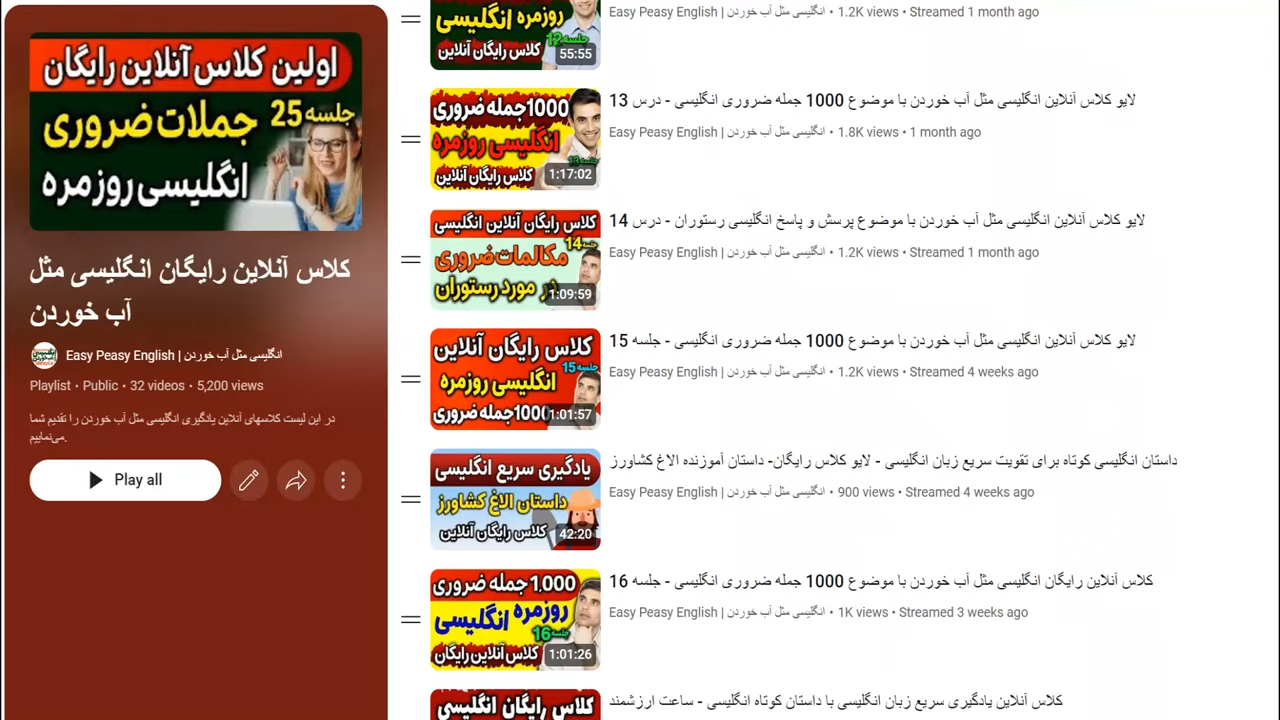 اولین کلاس آنلاین رایگان
جلسه 25
جملات ضروری
انگلیسی روزمره
کلاس آنلاین رایگان انگلیسی مثل
آب خوردن
Easy Peasy English | انگلیسی مثل آب خوردن
Playlist • Public • 32 videos • 5,200 views
در این لیست کلاسهای آنلاین یادگیری انگلیسی مثل آب خوردن را تقدیم شما
می‌نماییم.
Play all
روزمره انگلیسی
جلسه 12
کلاس رایگان آنلاین
55:55
Easy Peasy English | انگلیسی مثل آب خوردن • 1.2K views • Streamed 1 month ago
1000 جمله ضروری
انگلیسی روزمره
جلسه 13
کلاس رایگان آنلاین
1:17:02
لایو کلاس آنلاین انگلیسی مثل آب خوردن با موضوع 1000 جمله ضروری انگلیسی - درس 13
Easy Peasy English | انگلیسی مثل آب خوردن • 1.8K views • 1 month ago
کلاس رایگان آنلاین انگلیسی
جلسه 14
مکالمات ضروری
در مورد رستوران
1:09:59
لایو کلاس آنلاین انگلیسی مثل آب خوردن با موضوع پرسش و پاسخ انگلیسی رستوران - درس 14
Easy Peasy English | انگلیسی مثل آب خوردن • 1.2K views • Streamed 1 month ago
کلاس رایگان آنلاین
جلسه 15
انگلیسی روزمره
1000 جمله ضروری
1:01:57
لایو کلاس آنلاین انگلیسی مثل آب خوردن با موضوع 1000 جمله ضروری انگلیسی - جلسه 15
Easy Peasy English | انگلیسی مثل آب خوردن • 1.2K views • Streamed 4 weeks ago
یادگیری سریع انگلیسی
داستان الاغ کشاورز
کلاس رایگان آنلاین
42:20
داستان انگلیسی کوتاه برای تقویت سریع زبان انگلیسی - لایو کلاس رایگان- داستان آموزنده الاغ کشاورز
Easy Peasy English | انگلیسی مثل آب خوردن • 900 views • Streamed 4 weeks ago
1,000 جمله ضروری
روزمره انگلیسی
جلسه 16
کلاس آنلاین رایگان
1:01:26
کلاس آنلاین رایگان انگلیسی مثل آب خوردن با موضوع 1000 جمله ضروری انگلیسی - جلسه 16
Easy Peasy English | انگلیسی مثل آب خوردن • 1K views • Streamed 3 weeks ago
کلاس رایگان انگلیسی
کلاس آنلاین یادگیری سریع زبان انگلیسی با داستان کوتاه انگلیسی - ساعت ارزشمند